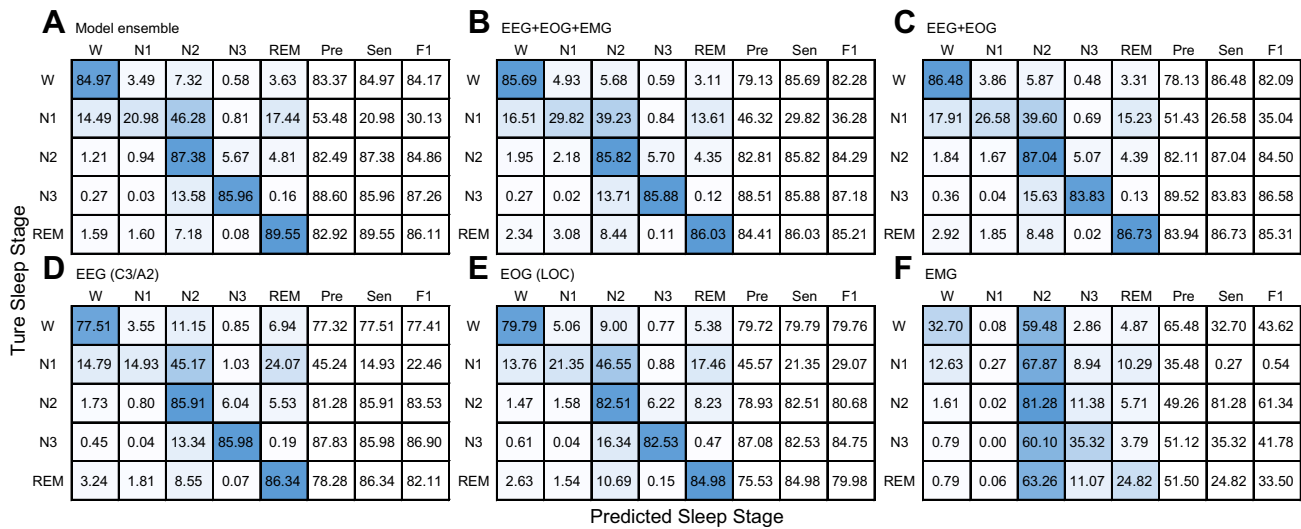 A Model ensemble
W N1 N2 N3 REM Pre Sen F1
W 84.97 3.49 7.32 0.58 3.63 83.37 84.97 84.17
N1 14.49 20.98 46.28 0.81 17.44 53.48 20.98 30.13
N2 1.21 0.94 87.38 5.67 4.81 82.49 87.38 84.86
N3 0.27 0.03 13.58 85.96 0.16 88.60 85.96 87.26
REM 1.59 1.60 7.18 0.08 89.55 82.92 89.55 86.11
B EEG+EOG+EMG
W N1 N2 N3 REM Pre Sen F1
W 85.69 4.93 5.68 0.59 3.11 79.13 85.69 82.28
N1 16.51 29.82 39.23 0.84 13.61 46.32 29.82 36.28
N2 1.95 2.18 85.82 5.70 4.35 82.81 85.82 84.29
N3 0.27 0.02 13.71 85.88 0.12 88.51 85.88 87.18
REM 2.34 3.08 8.44 0.11 86.03 84.41 86.03 85.21
C EEG+EOG
W N1 N2 N3 REM Pre Sen F1
W 86.48 3.86 5.87 0.48 3.31 78.13 86.48 82.09
N1 17.91 26.58 39.60 0.69 15.23 51.43 26.58 35.04
N2 1.84 1.67 87.04 5.07 4.39 82.11 87.04 84.50
N3 0.36 0.04 15.63 83.83 0.13 89.52 83.83 86.58
REM 2.92 1.85 8.48 0.02 86.73 83.94 86.73 85.31
Ture Sleep Stage
D EEG (C3/A2)
W N1 N2 N3 REM Pre Sen F1
W 77.51 3.55 11.15 0.85 6.94 77.32 77.51 77.41
N1 14.79 14.93 45.17 1.03 24.07 45.24 14.93 22.46
N2 1.73 0.80 85.91 6.04 5.53 81.28 85.91 83.53
N3 0.45 0.04 13.34 85.98 0.19 87.83 85.98 86.90
REM 3.24 1.81 8.55 0.07 86.34 78.28 86.34 82.11
E EOG (LOC)
W N1 N2 N3 REM Pre Sen F1
W 79.79 5.06 9.00 0.77 5.38 79.72 79.79 79.76
N1 13.76 21.35 46.55 0.88 17.46 45.57 21.35 29.07
N2 1.47 1.58 82.51 6.22 8.23 78.93 82.51 80.68
N3 0.61 0.04 16.34 82.53 0.47 87.08 82.53 84.75
REM 2.63 1.54 10.69 0.15 84.98 75.53 84.98 79.98
F EMG
W N1 N2 N3 REM Pre Sen F1
W 32.70 0.08 59.48 2.86 4.87 65.48 32.70 43.62
N1 12.63 0.27 67.87 8.94 10.29 35.48 0.27 0.54
N2 1.61 0.02 81.28 11.38 5.71 49.26 81.28 61.34
N3 0.79 0.00 60.10 35.32 3.79 51.12 35.32 41.78
REM 0.79 0.06 63.26 11.07 24.82 51.50 24.82 33.50
Predicted Sleep Stage